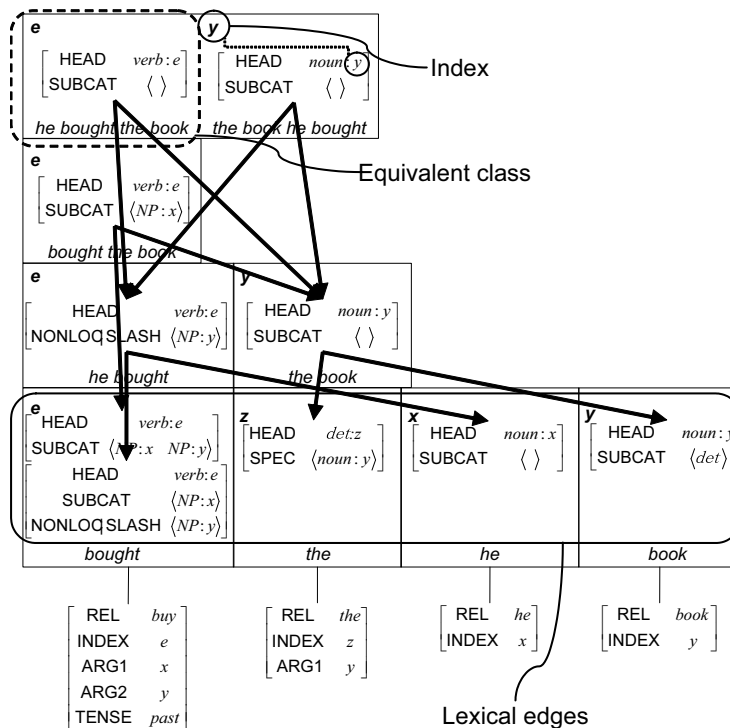 e
y
HEAD verb:e
SUBCAT ⟨ ⟩
HEAD noun:y
SUBCAT ⟨ ⟩
Index
he bought the book
the book he bought
Equivalent class
e
HEAD verb:e
SUBCAT ⟨NP:x⟩
bought the book
e
HEAD verb:e
NONLOC|SLASH ⟨NP:y⟩
y
HEAD noun:y
SUBCAT ⟨ ⟩
he bought
the book
e
HEAD verb:e
SUBCAT ⟨NP:x NP:y⟩
HEAD verb:e
SUBCAT ⟨NP:x⟩
NONLOC|SLASH ⟨NP:y⟩
z
HEAD det:z
SPEC ⟨noun:y⟩
x
HEAD noun:x
SUBCAT ⟨ ⟩
y
HEAD noun:y
SUBCAT ⟨det⟩
bought
the
he
book
REL buy
INDEX e
ARG1 x
ARG2 y
TENSE past
REL the
INDEX z
ARG1 y
REL he
INDEX x
REL book
INDEX y
Lexical edges